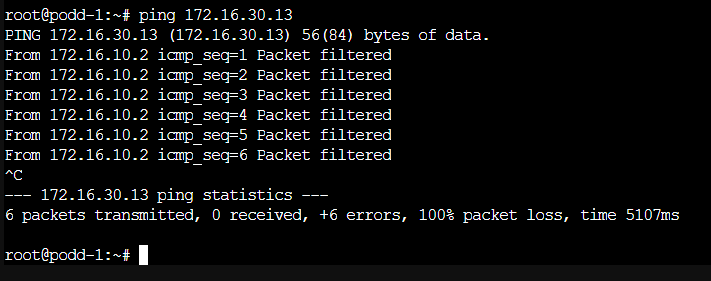 root@podd-1:~# ping 172.16.30.13
PING 172.16.30.13 (172.16.30.13) 56(84) bytes of data.
From 172.16.10.2 icmp_seq=1 Packet filtered
From 172.16.10.2 icmp_seq=2 Packet filtered
From 172.16.10.2 icmp_seq=3 Packet filtered
From 172.16.10.2 icmp_seq=4 Packet filtered
From 172.16.10.2 icmp_seq=5 Packet filtered
From 172.16.10.2 icmp_seq=6 Packet filtered
^C
--- 172.16.30.13 ping statistics ---
6 packets transmitted, 0 received, +6 errors, 100% packet loss, time 5107ms
root@podd-1:~#